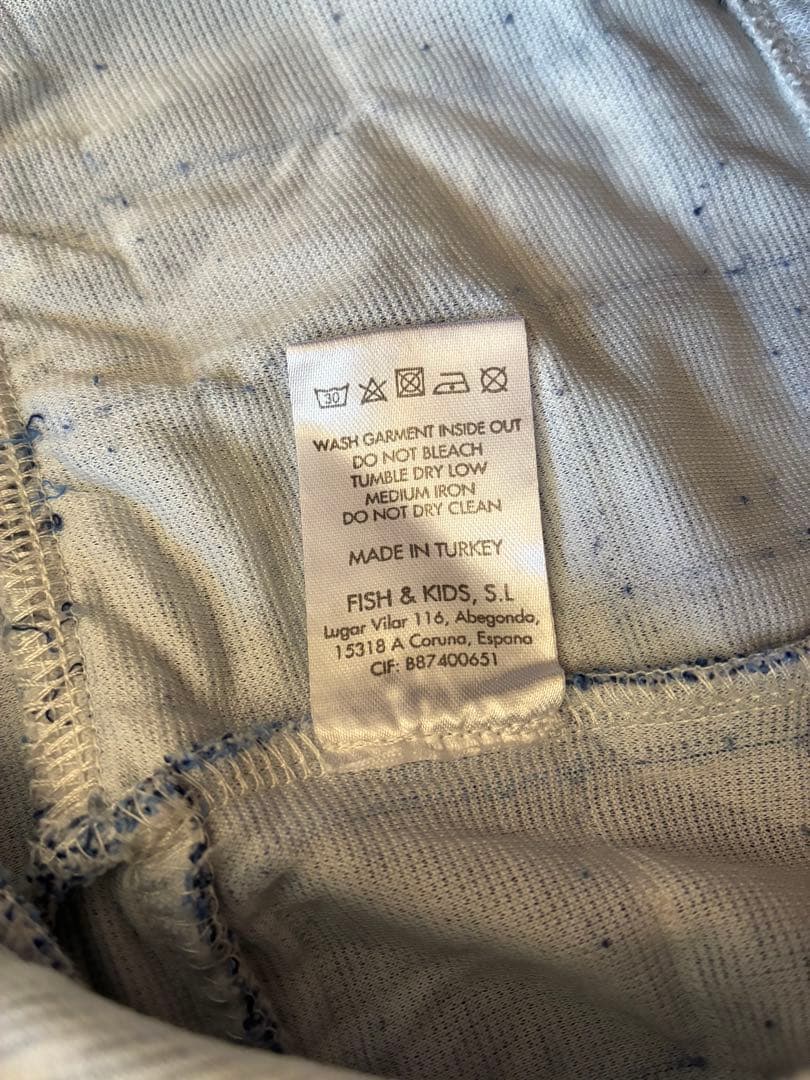 30
WASH GARMENT INSIDE OUT
DO NOT BLEACH
TUMBLE DRY LOW
MEDIUM IRON
DO NOT DRY CLEAN
MADE IN TURKEY
FISH & KIDS, S.L
Lugar Vilar 116, Abegondo,
15318 A Coruna, Espana
CIF: B87400651